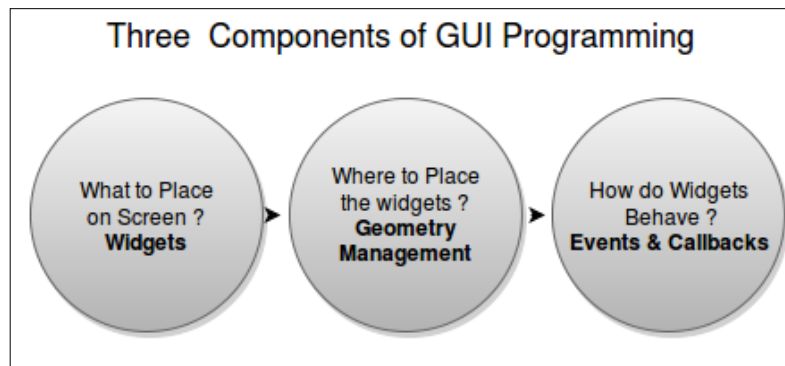 Three Components of GUI Programming
What to Place
on Screen ?
Widgets
Where to Place
the widgets ?
Geometry
Management
How do Widgets
Behave ?
Events & Callbacks